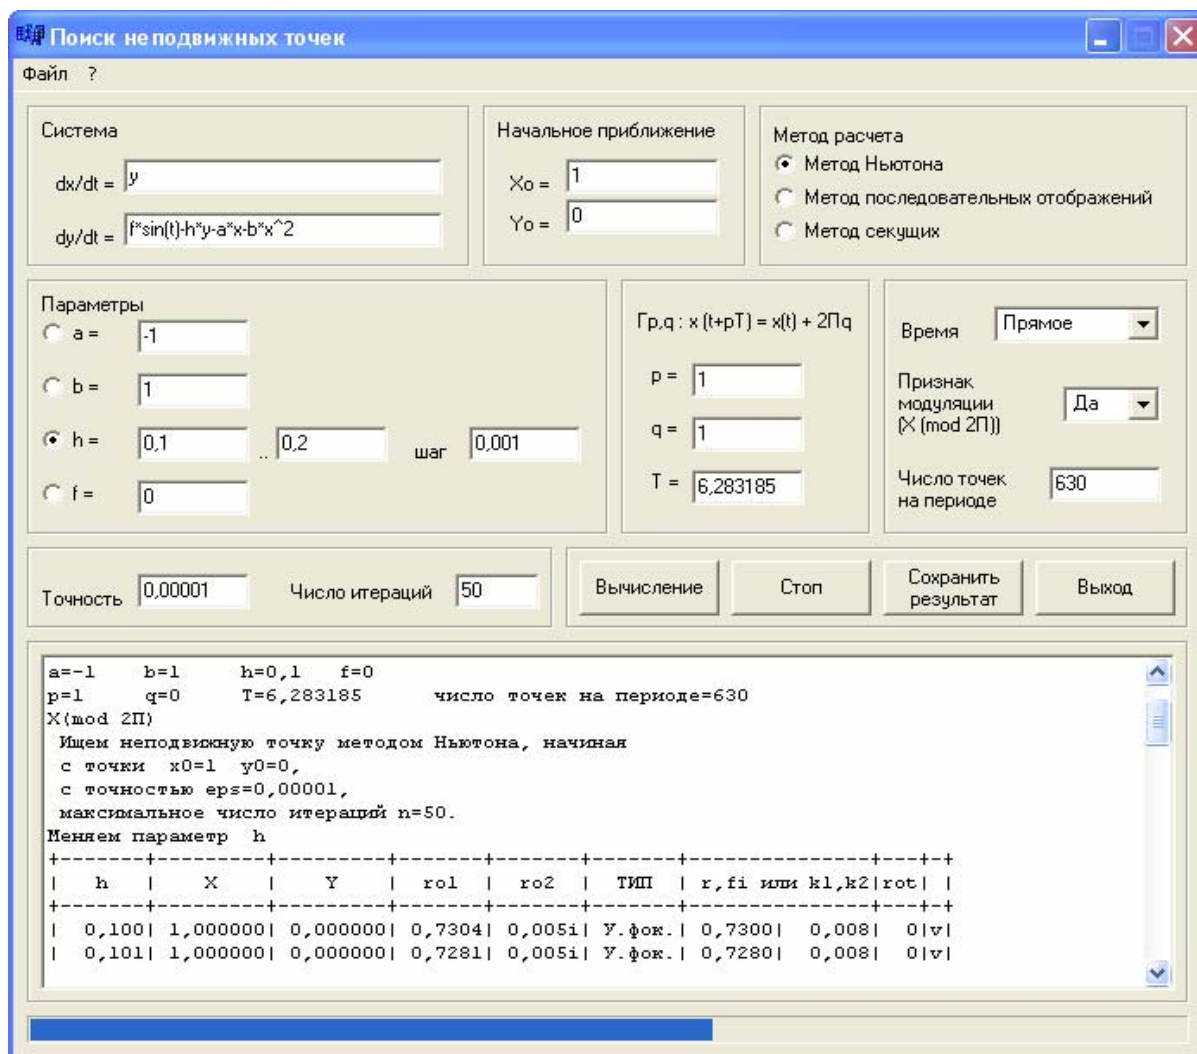 Поиск неподвижных точек
Файл ?
Система
dx/dt = y
dy/dt = f*sin(t)-h*y-a*x-b*x^2
Начальное приближение
Xo = 1
Yo = 0
Метод расчета
Метод Ньютона
Метод последовательных отображений
Метод секущих
Параметры
a = -1
b = 1
h = 0,1 .. 0,2 шаг 0,001
f = 0
Гp,q : x (t+pT) = x(t) + 2Пq
p = 1
q = 1
T = 6,283185
Время Прямое
Признак
модуляции
(X (mod 2П))
Да
Число точек
на периоде
630
Точность 0,00001 Число итераций 50
Вычисление
Стоп
Сохранить
результат
Выход
a=-1 b=1 h=0,1 f=0
p=1 q=0 T=6,283185 число точек на периоде=630
X(mod 2П)
Ищем неподвижную точку методом Ньютона, начиная
с точки x0=1 y0=0,
с точностью eps=0,00001,
максимальное число итераций n=50.
Меняем параметр h
+-------+---------+---------+-------+-------+-------+---------------+---+-+
| h | X | Y | ro1 | ro2 | ТИП | r,fi или k1,k2|rot| |
+-------+---------+---------+-------+-------+-------+---------------+---+-+
| 0,100| 1,000000| 0,000000| 0,7304| 0,005i| У.фок.| 0,7300| 0,008| 0|v|
| 0,101| 1,000000| 0,000000| 0,7281| 0,005i| У.фок.| 0,7280| 0,008| 0|v|